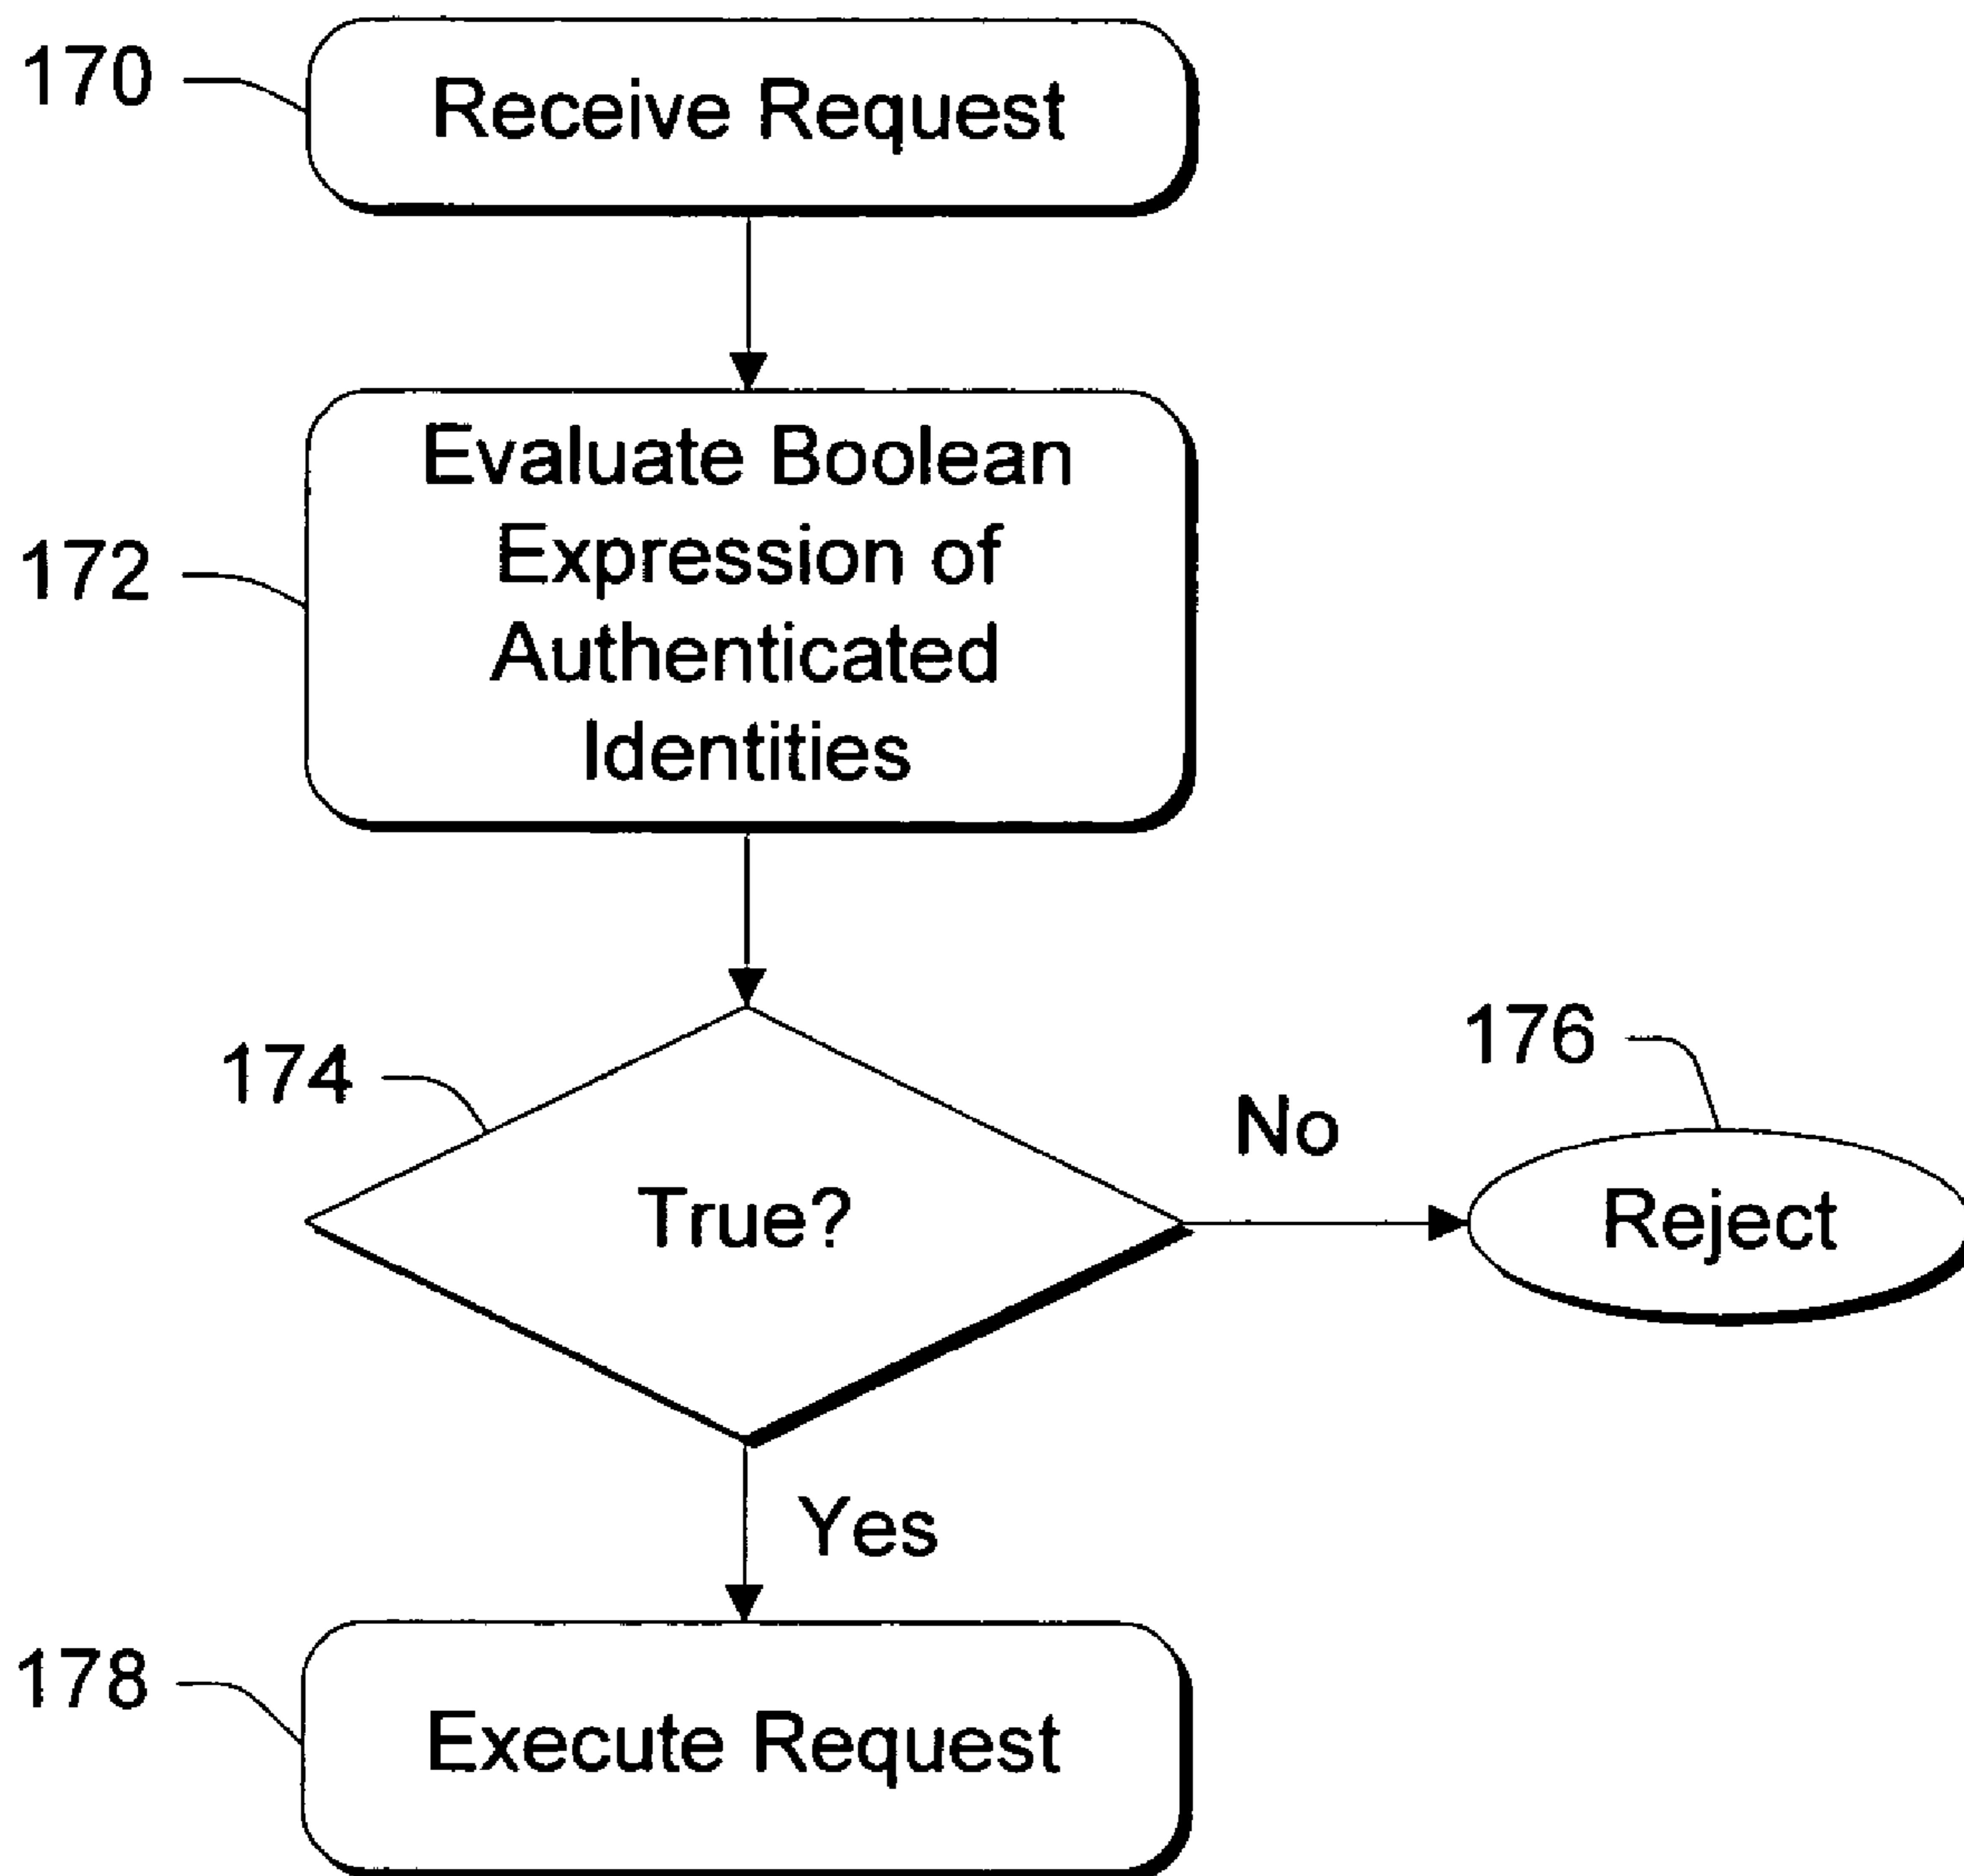 170
Receive Request
172
Evaluate Boolean
Expression of
Authenticated
Identities
174
True?
No
176
Reject
Yes
178
Execute Request